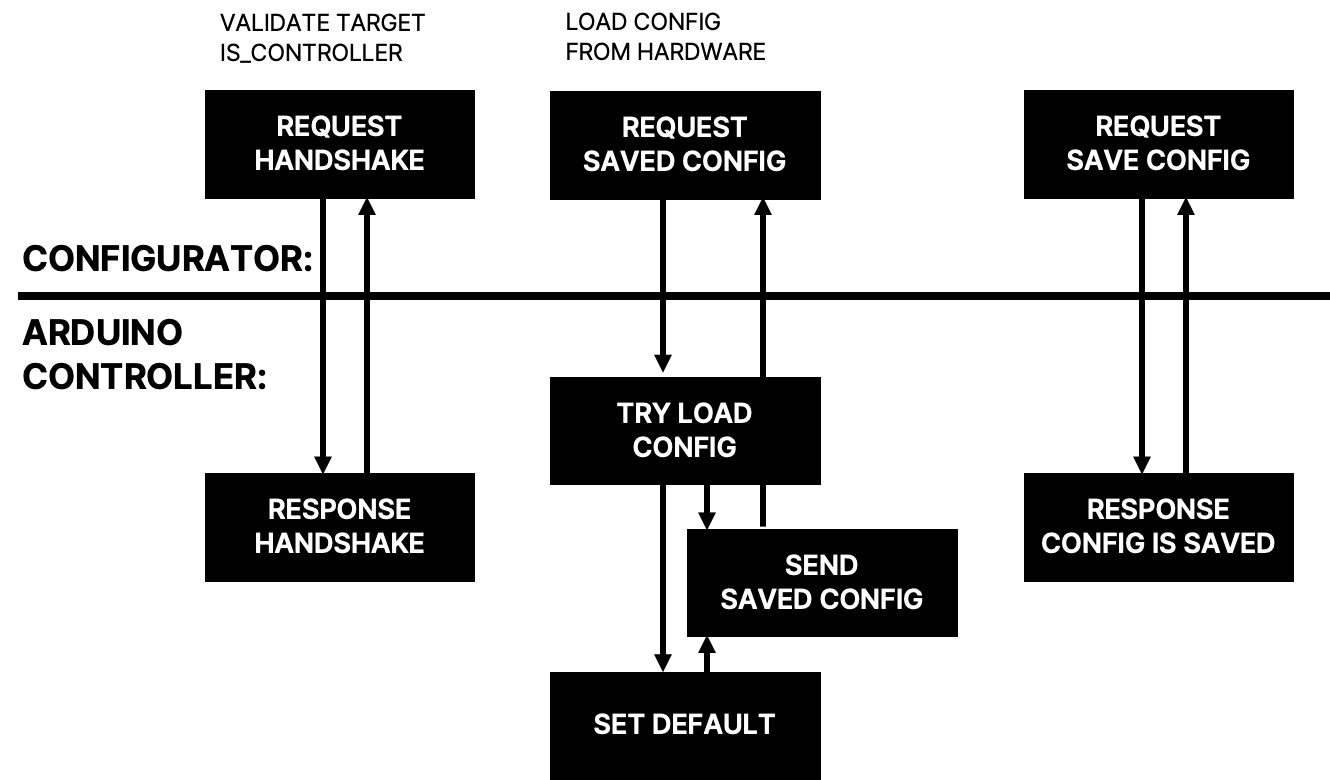 VALIDATE TARGET
IS_CONTROLLER
LOAD CONFIG
FROM HARDWARE
REQUEST
HANDSHAKE
REQUEST
SAVED CONFIG
REQUEST
SAVE CONFIG
CONFIGURATOR:
ARDUINO
CONTROLLER:
TRY LOAD
CONFIG
RESPONSE
HANDSHAKE
RESPONSE
CONFIG IS SAVED
SEND
SAVED CONFIG
SET DEFAULT